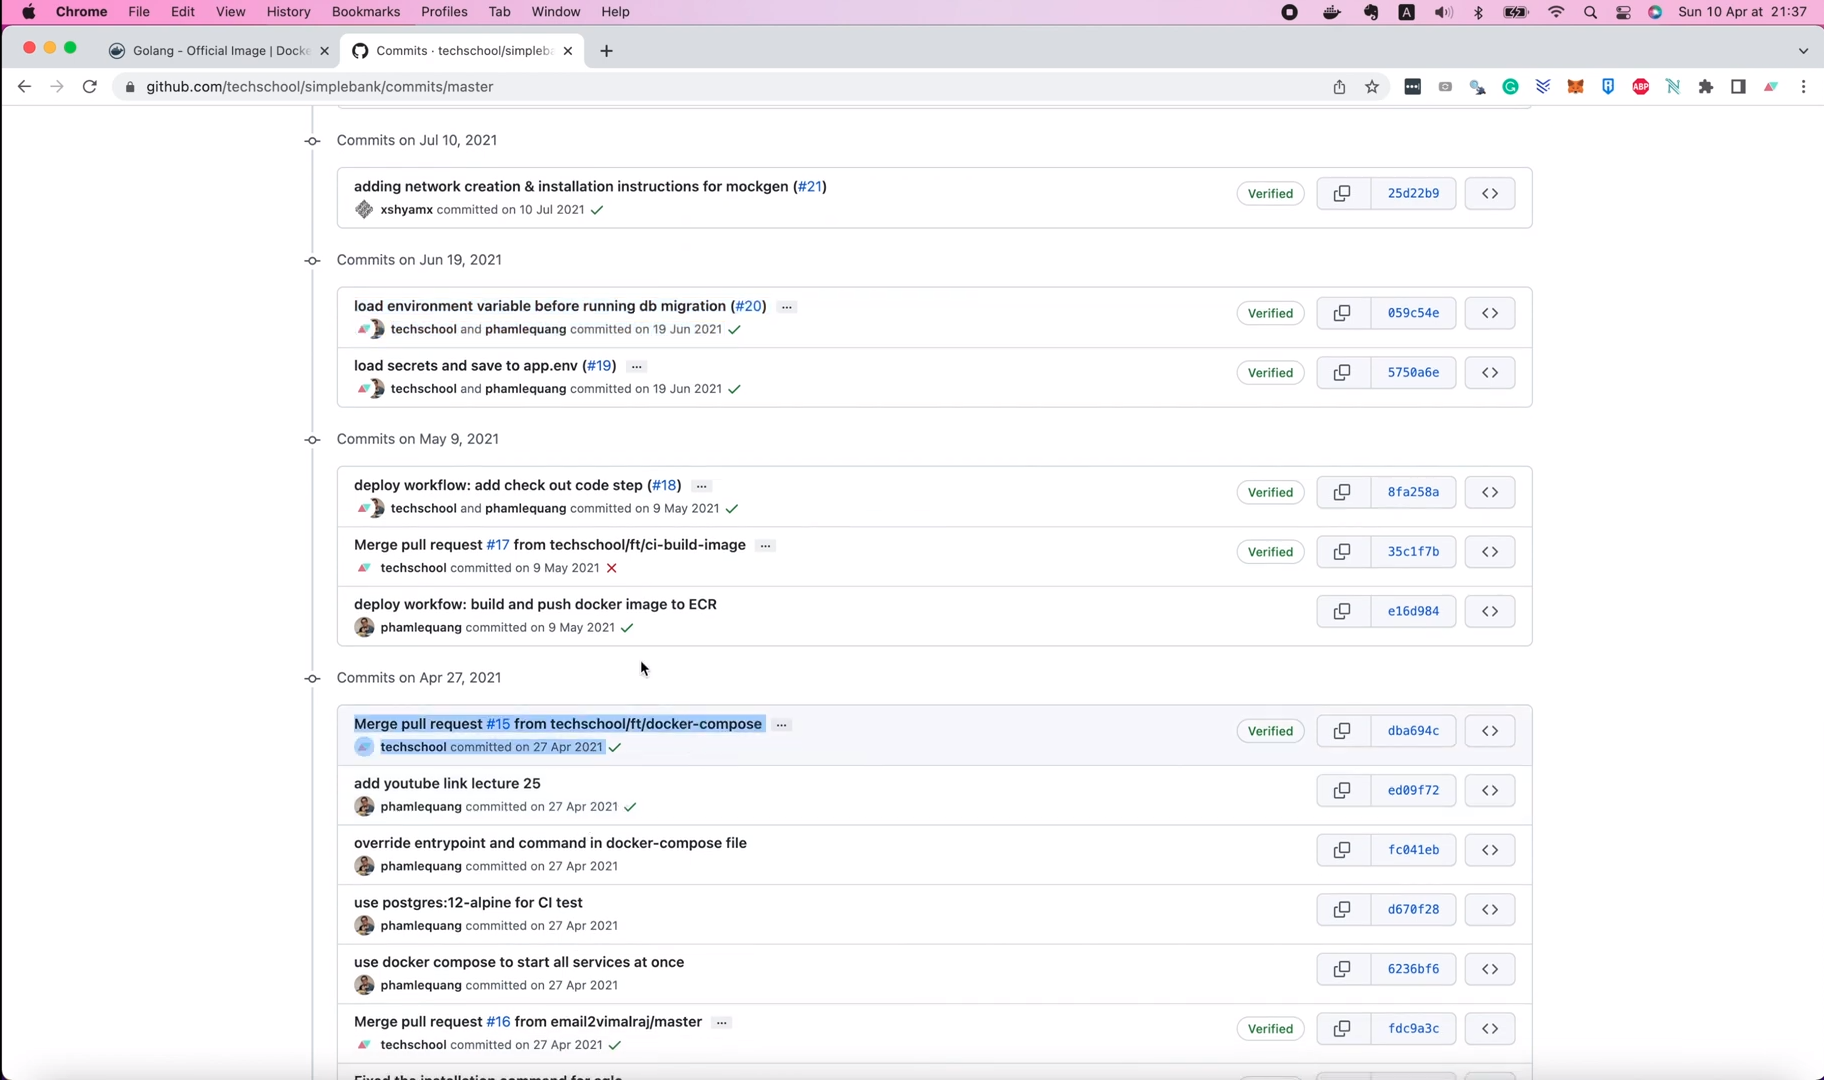 Chrome File Edit View History Bookmarks Profiles Tab Window Help A Sun 10 Apr at 21:37
Golang - Official Image | Docke Commits · techschool/simpleba
github.com/techschool/simplebank/commits/master ABP
Commits on Jul 10, 2021
adding network creation & installation instructions for mockgen (#21) Verified 25d22b9
xshyamx committed on 10 Jul 2021
Commits on Jun 19, 2021
load environment variable before running db migration (#20) ... Verified 059c54e
techschool and phamlequang committed on 19 Jun 2021
load secrets and save to app.env (#19) ... Verified 5750a6e
techschool and phamlequang committed on 19 Jun 2021
Commits on May 9, 2021
deploy workflow: add check out code step (#18) ... Verified 8fa258a
techschool and phamlequang committed on 9 May 2021
Merge pull request #17 from techschool/ft/ci-build-image ... Verified 35c1f7b
techschool committed on 9 May 2021
deploy workfow: build and push docker image to ECR e16d984
phamlequang committed on 9 May 2021
Commits on Apr 27, 2021
Merge pull request #15 from techschool/ft/docker-compose ... Verified dba694c
techschool committed on 27 Apr 2021
add youtube link lecture 25 ed09f72
phamlequang committed on 27 Apr 2021
override entrypoint and command in docker-compose file fc041eb
phamlequang committed on 27 Apr 2021
use postgres:12-alpine for CI test d670f28
phamlequang committed on 27 Apr 2021
use docker compose to start all services at once 6236bf6
phamlequang committed on 27 Apr 2021
Merge pull request #16 from email2vimalraj/master ... Verified fdc9a3c
techschool committed on 27 Apr 2021